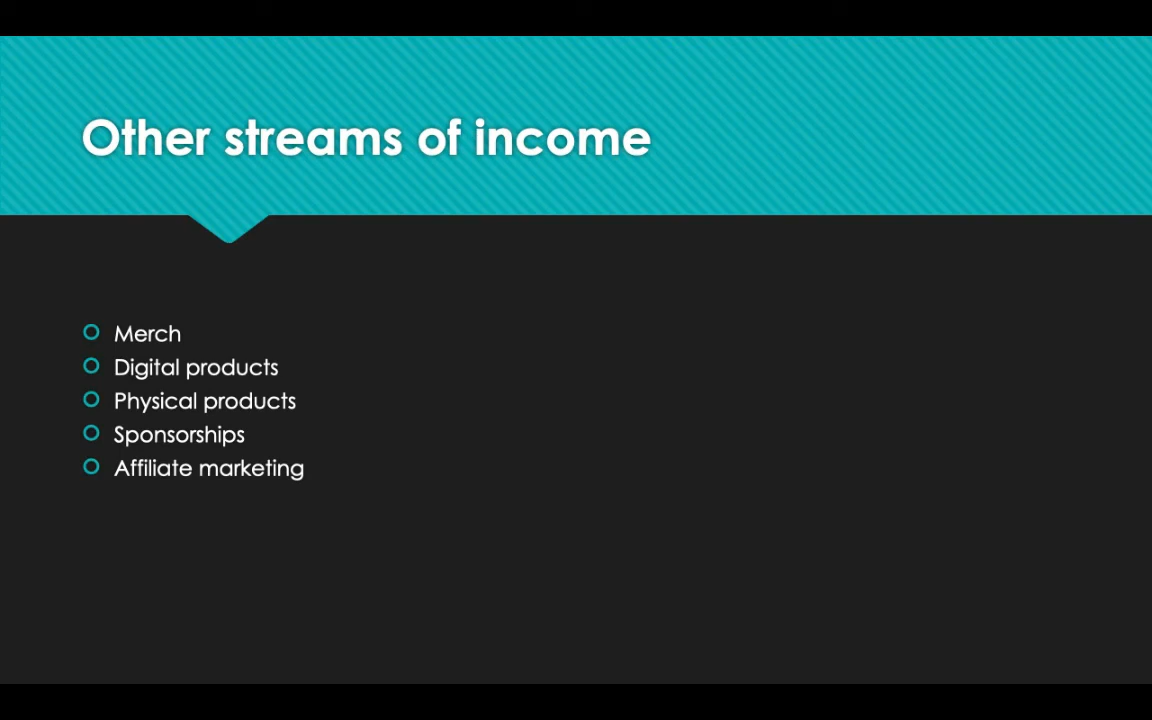 Other streams of income
Merch
Digital products
Physical products
Sponsorships
Affiliate marketing